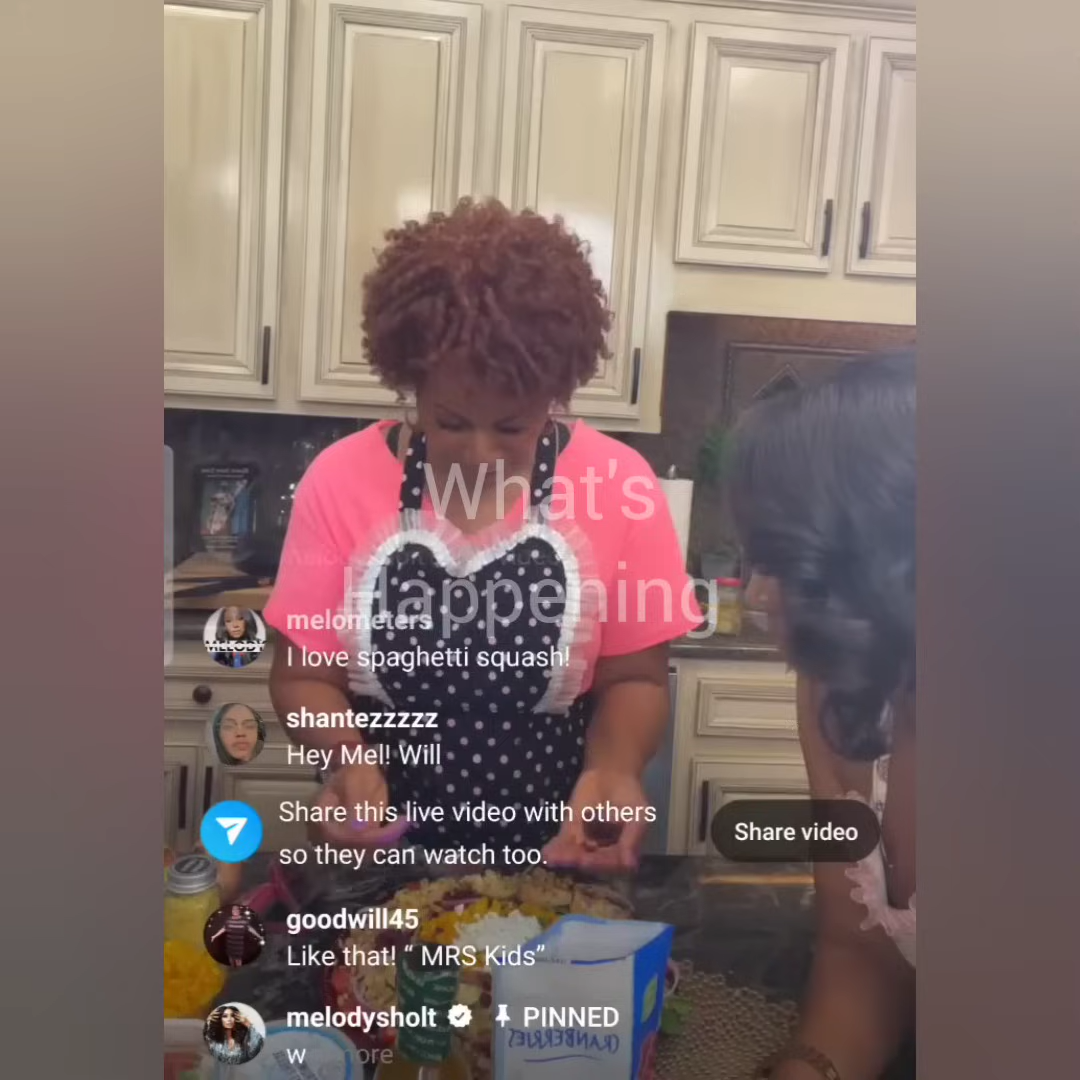 What's
Happening
melometers
I love spaghetti squash!
shantezzzzz
Hey Mel! Will
Share this live video with others
so they can watch too.
Share video
goodwill45
Like that! “ MRS Kids”
melodysholt PINNED
w
CRANBERRIES